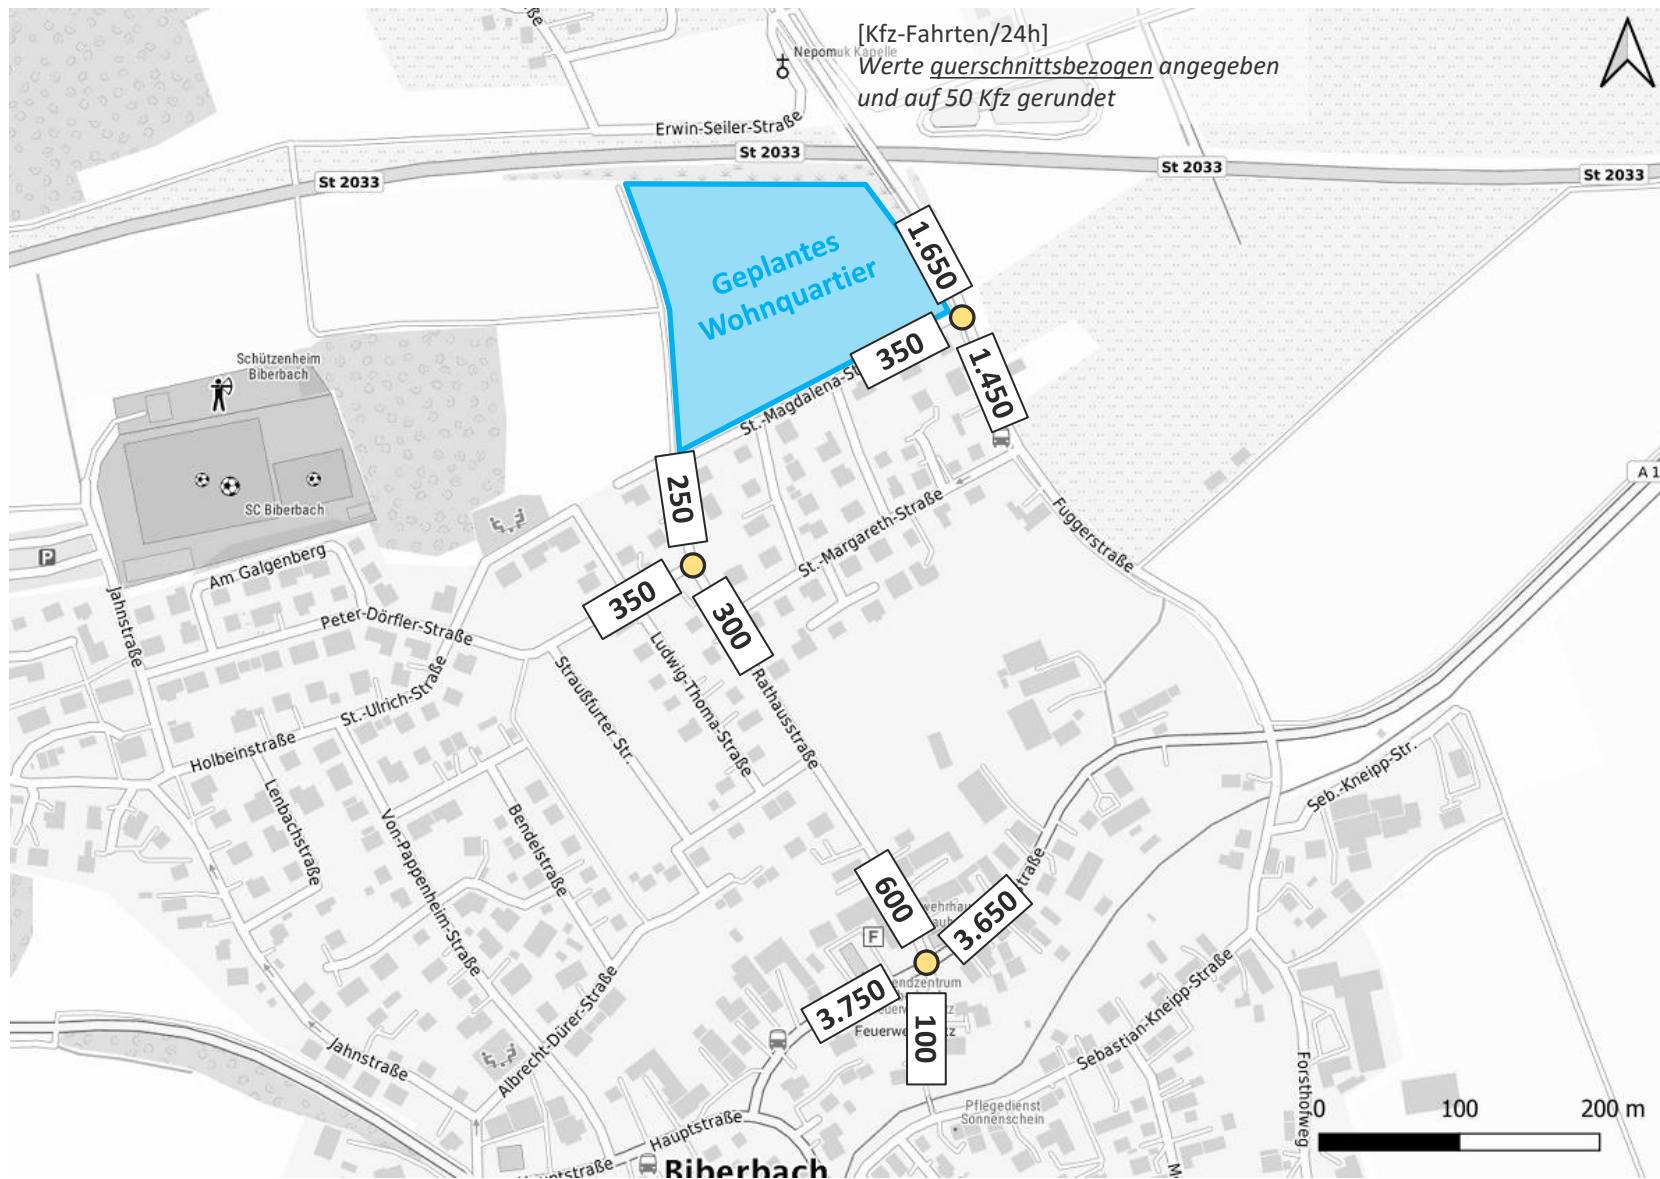 [Kfz-Fahrten/24h]
Werte querschnittsbezogen angegeben
und auf 50 Kfz gerundet
Nepomuk Kapelle
Erwin-Seiler-Straße
St 2033
St 2033
St 2033
St 2033
Geplantes
Wohnquartier
1.650
350
1.450
St.-Magdalena-St
Schützenheim
Biberbach
SC Biberbach
A 1
P
250
St.-Margareth-Straße
Fuggerstraße
Am Galgenberg
Jahnstraße
Peter-Dörfler-Straße
350
300
St.-Ulrich-Straße
Straußfurter Str.
Ludwig-Thoma-Straße
Rathausstraße
Holbeinstraße
Lenbachstraße
Von-Pappenheim-Straße
Bendelstraße
Seb.-Kneipp-Str.
600
3.650
straße
F
3.750
100
endzentrum
Feuerwe
Albrecht-Dürer-Straße
Jahnstraße
Sebastian-Kneipp-Straße
Forsthofweg
Pflegedienst
Sonnenschein
Hauptstraße
Hauptstraße
Biberbach
0 100 200 m